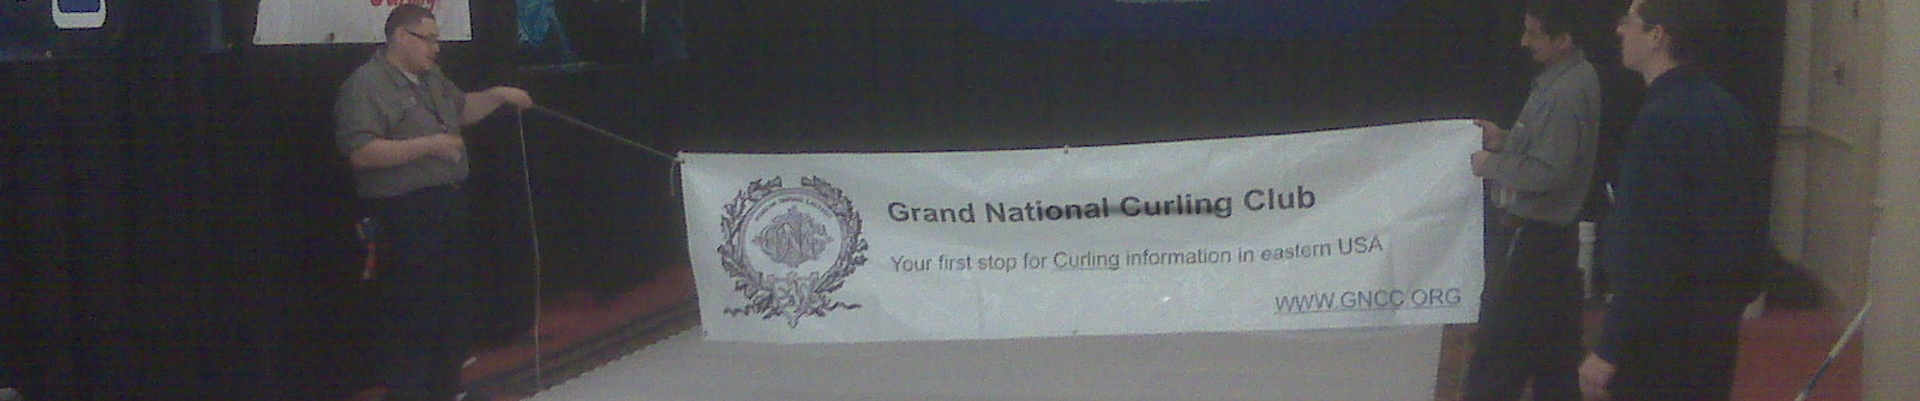 Grand National Curling Club
Your first stop for Curling information in eastern USA
WWW.GNCC.ORG